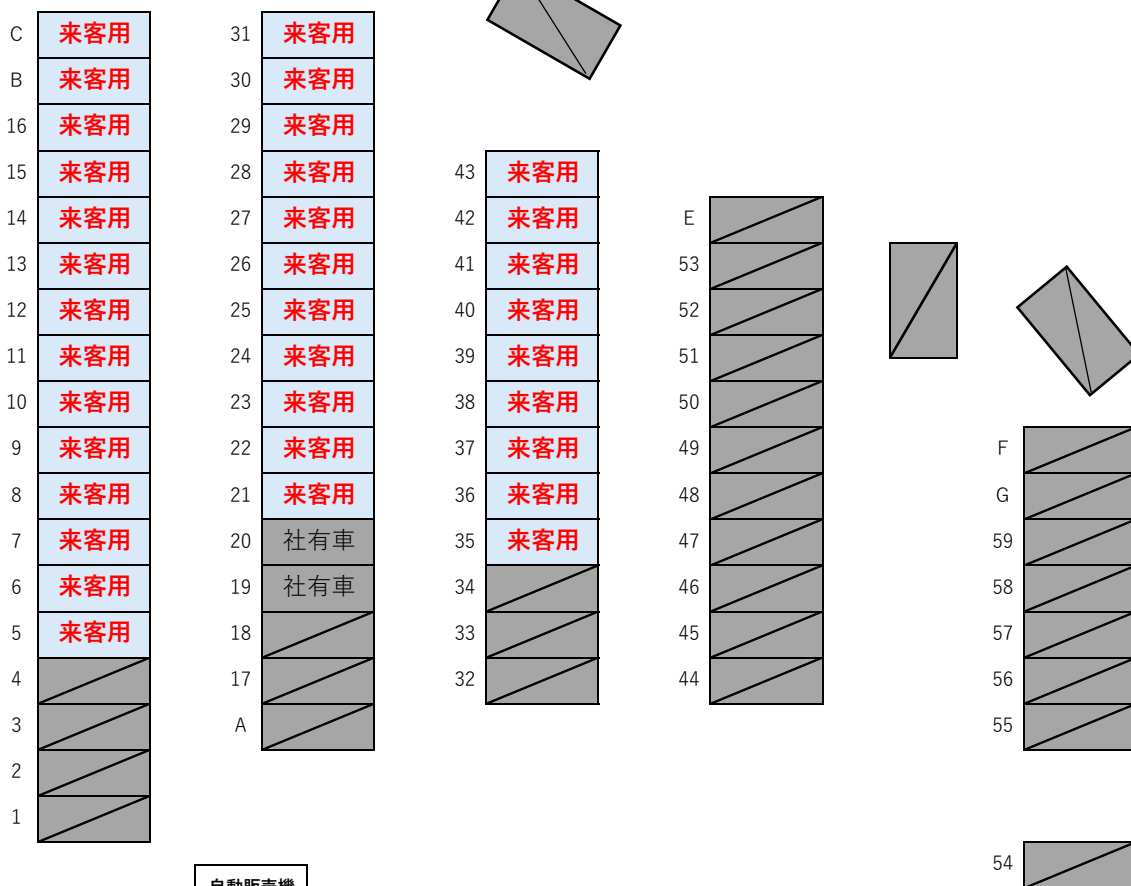 C 来客用
B 来客用
16 来客用
15 来客用
14 来客用
13 来客用
12 来客用
11 来客用
10 来客用
9 来客用
8 来客用
7 来客用
6 来客用
5 来客用
4
3
2
1
31 来客用
30 来客用
29 来客用
28 来客用
27 来客用
26 来客用
25 来客用
24 来客用
23 来客用
22 来客用
21 来客用
20 社有車
19 社有車
18
17
A
43 来客用
42 来客用
41 来客用
40 来客用
39 来客用
38 来客用
37 来客用
36 来客用
35 来客用
34
33
32
E
53
52
51
50
49
48
47
46
45
44
F
G
59
58
57
56
55
54
自動販売機